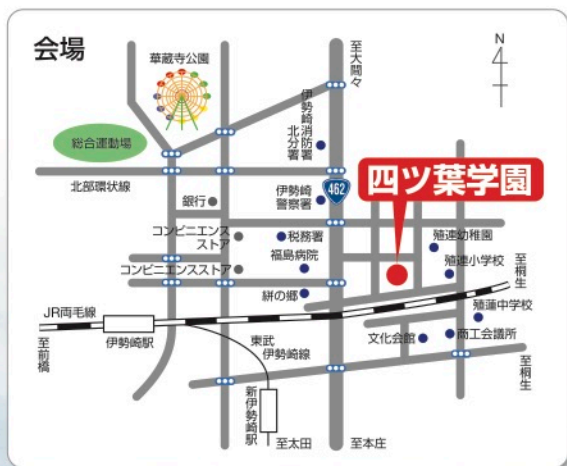 会場
華蔵寺公園
至大間々
N
総合運動場
伊勢崎消防署
北分署
北部環状線
462
四ツ葉学園
銀行
伊勢崎
警察署
コンビニエンス
ストア
税務署
殖連幼稚園
福島病院
殖連小学校
コンビニエンスストア
至桐生
絣の郷
殖蓮中学校
JR両毛線
伊勢崎駅
至前橋
東武
伊勢崎線
文化会館
商工会議所
至桐生
新伊勢崎駅
至太田
至本庄